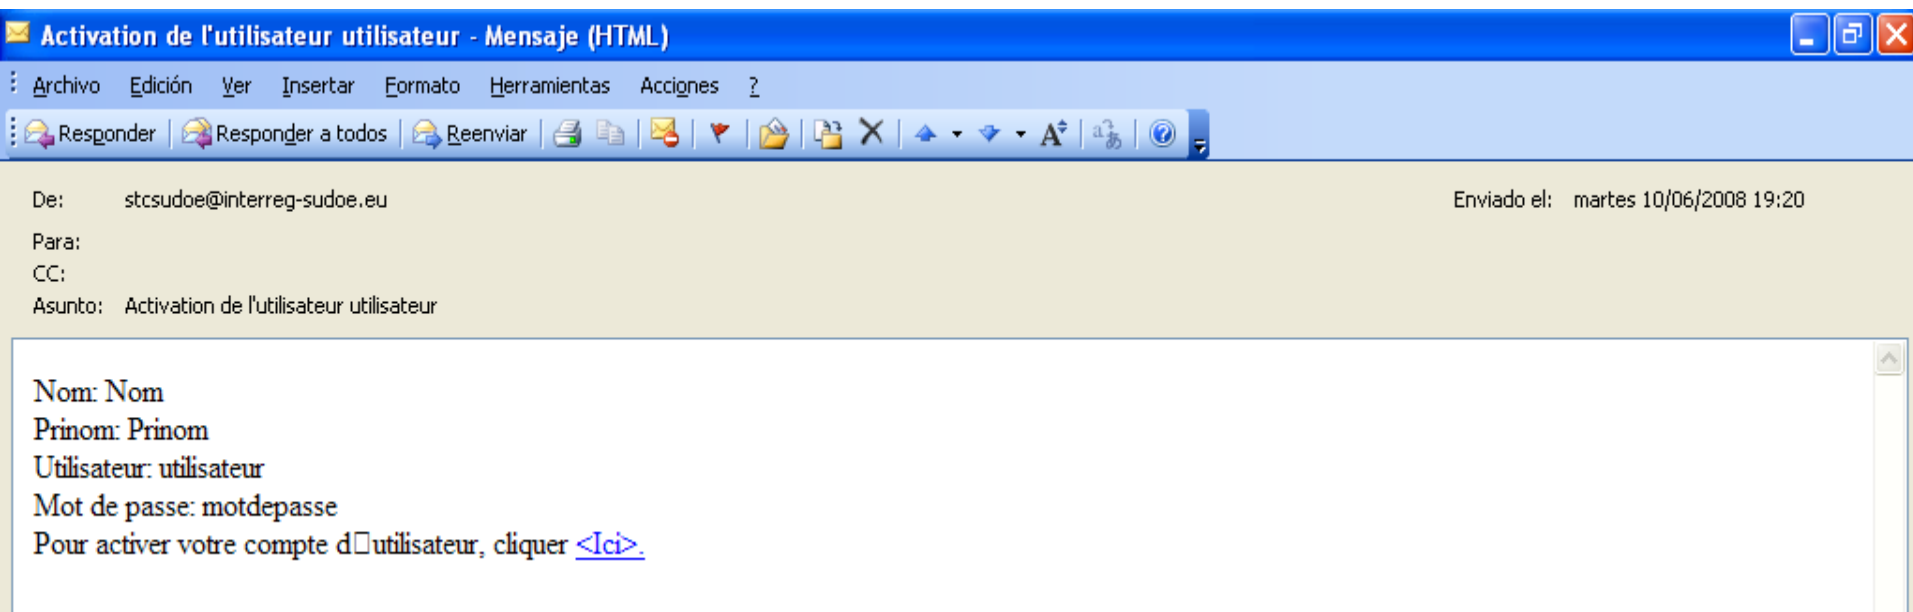 Activation de l'utilisateur utilisateur - Mensaje (HTML)
Archivo Edición Ver Insertar Formato Herramientas Acciones ?
Responder Responder a todos Reenviar
De: stcsudoe@interreg-sudoe.eu Enviado el: martes 10/06/2008 19:20
Para:
CC:
Asunto: Activation de l'utilisateur utilisateur
Nom: Nom
Prinom: Prinom
Utilisateur: utilisateur
Mot de passe: motdepasse
Pour activer votre compte d□utilisateur, cliquer <Ici>.